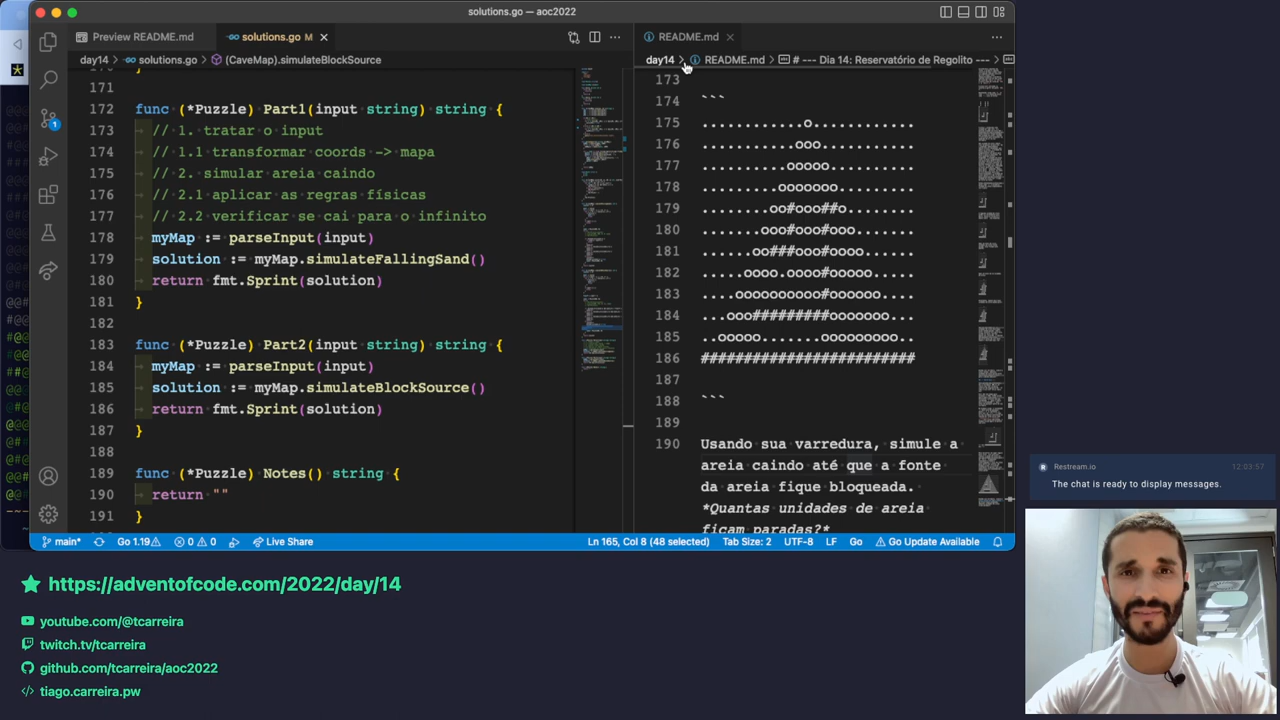 solutions.go — aoc2022
Preview README.md
solutions.go M
README.md
day14 > solutions.go > (CaveMap).simulateBlockSource
day14 > README.md > # --- Dia 14: Reservatório de Regolito ---
171
172 func (*Puzzle) Part1(input string) string {
173 // 1. tratar o input
174 // 1.1 transformar coords -> mapa
175 // 2. simular areia caindo
176 // 2.1 aplicar as regras físicas
177 // 2.2 verificar se cai para o infinito
178 myMap := parseInput(input)
179 solution := myMap.simulateFallingSand()
180 return fmt.Sprint(solution)
181 }
182
183 func (*Puzzle) Part2(input string) string {
184 myMap := parseInput(input)
185 solution := myMap.simulateBlockSource()
186 return fmt.Sprint(solution)
187 }
188
189 func (*Puzzle) Notes() string {
190 return ""
191 }
173
174 ```
175 ............o............
176 ...........ooo...........
177 ..........ooooo..........
178 .........ooooooo.........
179 ........oo#ooo##o........
180 .......ooo#ooo#ooo.......
181 ......oo###ooo#oooo......
182 .....oooo.oooo#ooooo.....
183 ....oooooooooo#oooooo....
184 ...ooo#########ooooooo...
185 ..ooooo.......ooooooooo..
186 #########################
187
188 ```
189
190 Usando sua varredura, simule a
areia caindo até que a fonte
da areia fique bloqueada.
*Quantas unidades de areia
ficam paradas?*
main* Go 1.19 0 0 Live Share
Ln 165, Col 8 (48 selected) Tab Size: 2 UTF-8 LF Go Go Update Available
Restream.io 12:03:57
The chat is ready to display messages.
https://adventofcode.com/2022/day/14
youtube.com/@tcarreira
twitch.tv/tcarreira
github.com/tcarreira/aoc2022
tiago.carreira.pw